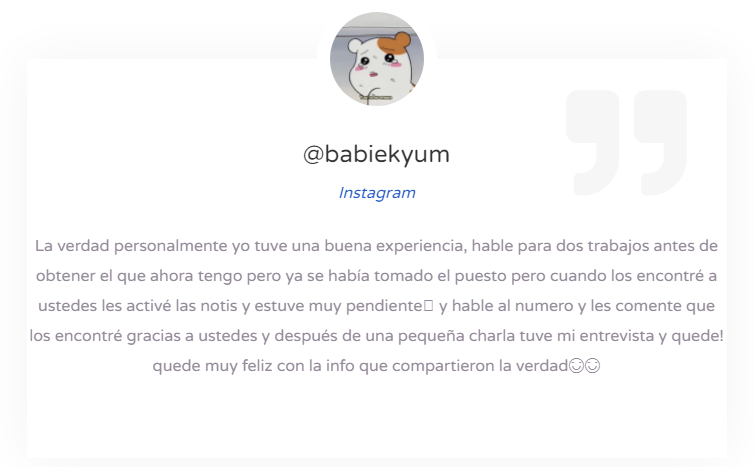 @babiekyum
Instagram
La verdad personalmente yo tuve una buena experiencia, hable para dos trabajos antes de
obtener el que ahora tengo pero ya se había tomado el puesto pero cuando los encontré a
ustedes les activé las notis y estuve muy pendiente▯ y hable al numero y les comente que
los encontré gracias a ustedes y después de una pequeña charla tuve mi entrevista y quede!
quede muy feliz con la info que compartieron la verdad😊😊